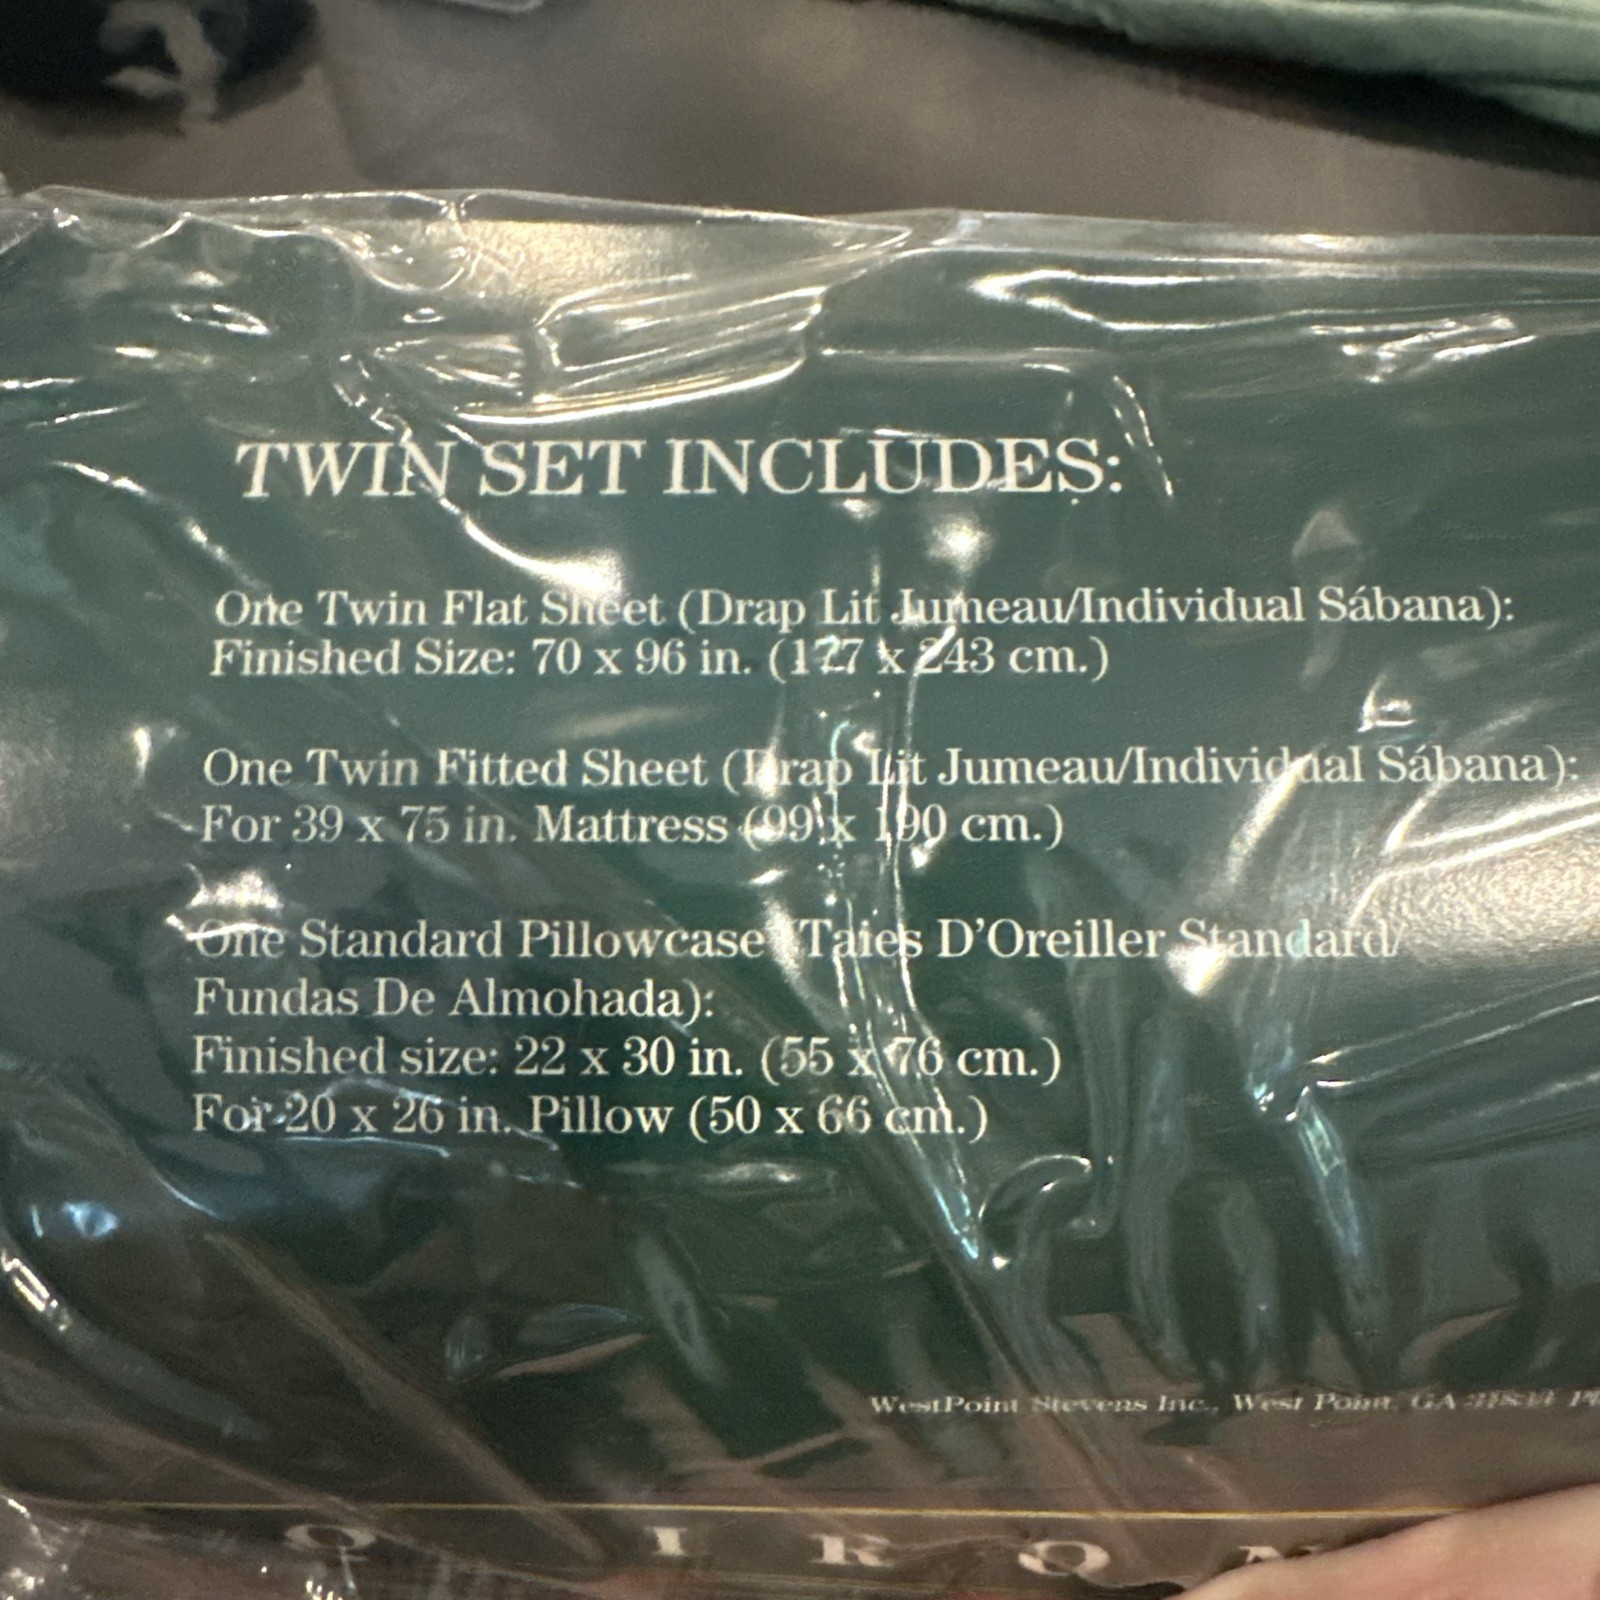 TWIN SET INCLUDES:
One Twin Flat Sheet (Drap Lit Jumeau/Individual Sábana):
Finished Size: 70 x 96 in. (177 x 243 cm.)
One Twin Fitted Sheet (Drap Lit Jumeau/Individual Sábana):
For 39 x 75 in. Mattress (99 x 190 cm.)
One Standard Pillowcase (Taies D'Oreiller Standard/
Fundas De Almohada):
Finished size: 22 x 30 in. (55 x 76 cm.)
For 20 x 26 in. Pillow (50 x 66 cm.)
WestPoint Stevens Inc., West Point, GA
O IRON